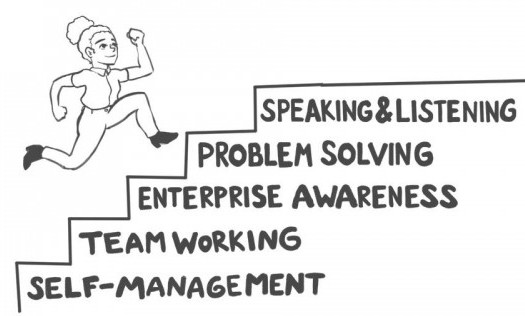 SPEAKING & LISTENING
PROBLEM SOLVING
ENTERPRISE AWARENESS
TEAM WORKING
SELF-MANAGEMENT